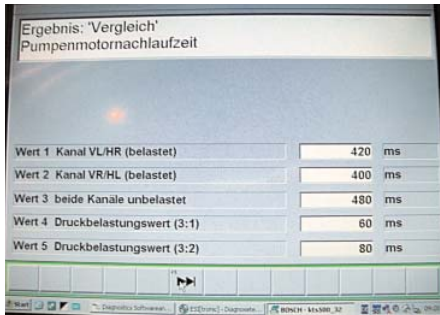 Ergebnis: 'Vergleich'
Pumpenmotornachlaufzeit
Wert 1 Kanal VL/HR (belastet) 420 ms
Wert 2 Kanal VR/HL (belastet) 400 ms
Wert 3 beide Kanäle unbelastet 480 ms
Wert 4 Druckbelastungswert (3:1) 60 ms
Wert 5 Druckbelastungswert (3:2) 80 ms
Start
BOSCH - kts500_32